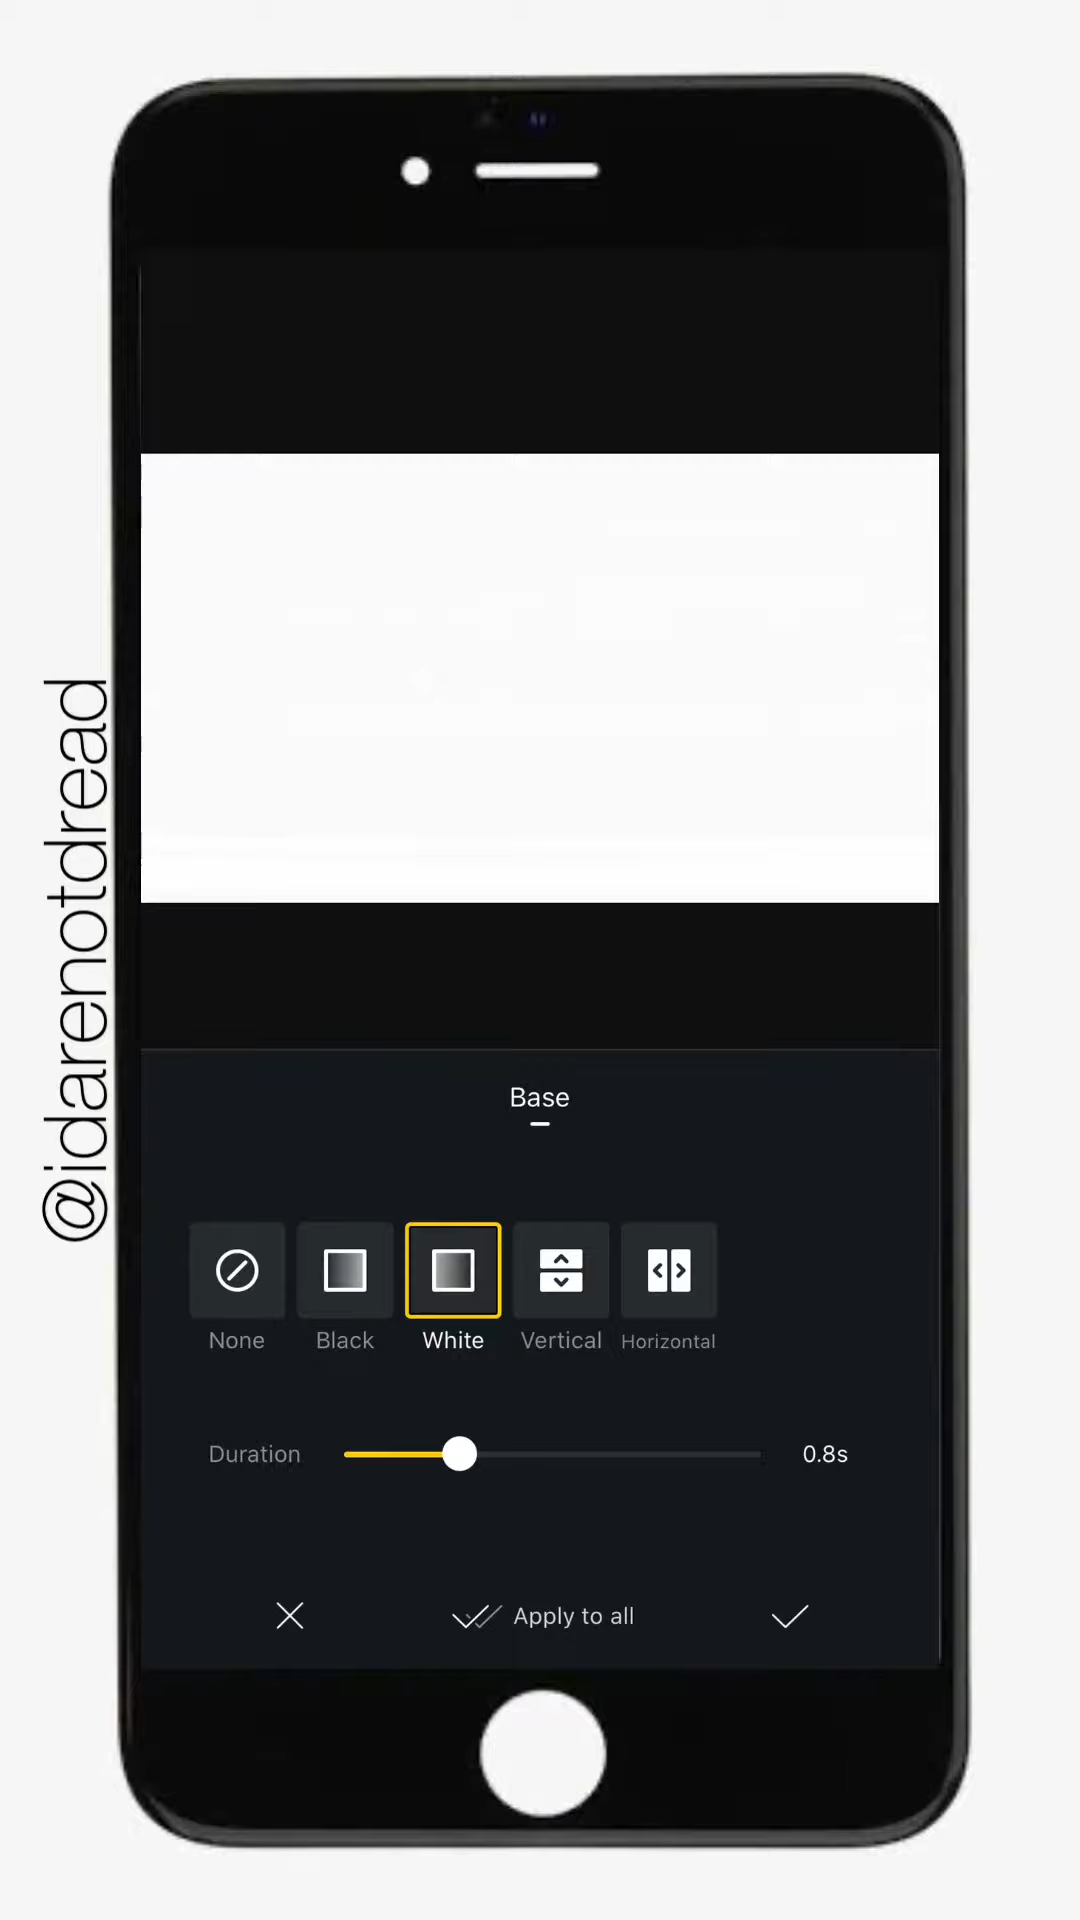 @idarenotdread
Base
None
Black
White
Vertical
Horizontal
Duration
0.8s
Apply to all